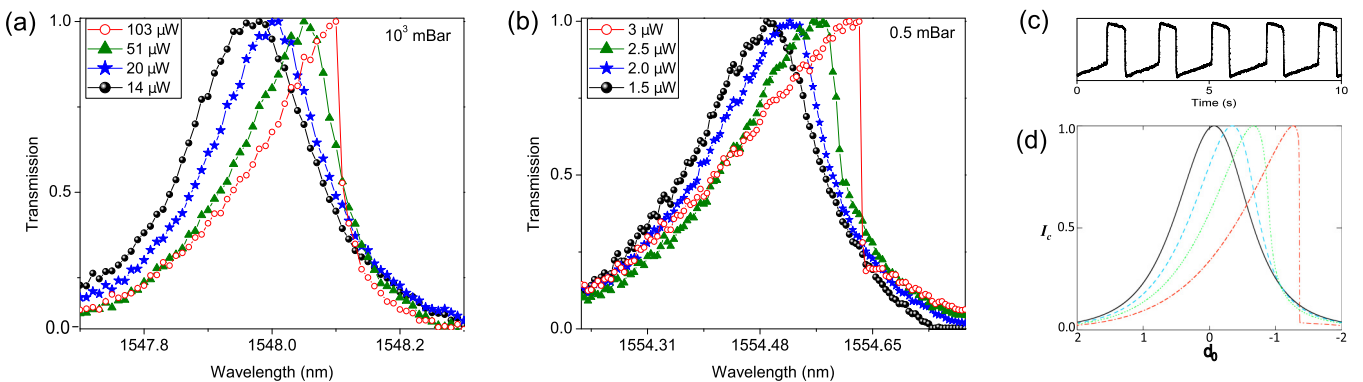 (a)
103 µW
51 µW
20 µW
14 µW
10³ mBar
1.0
0.5
0.0
Transmission
1547.8
1548.0
1548.2
Wavelength (nm)
(b)
3 µW
2.5 µW
2.0 µW
1.5 µW
0.5 mBar
1.0
0.5
0.0
Transmission
1554.31
1554.48
1554.65
Wavelength (nm)
(c)
0
5
10
Time (s)
(d)
1.0
0.5
0.0
I_c
2
1
0
-1
-2
d₀